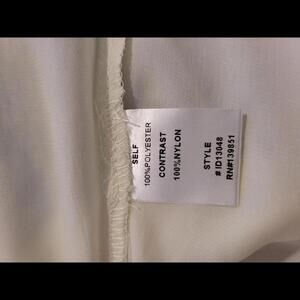 SELF
100%POLYESTER
CONTRAST
100%NYLON
STYLE
# ID13048
RN#139851